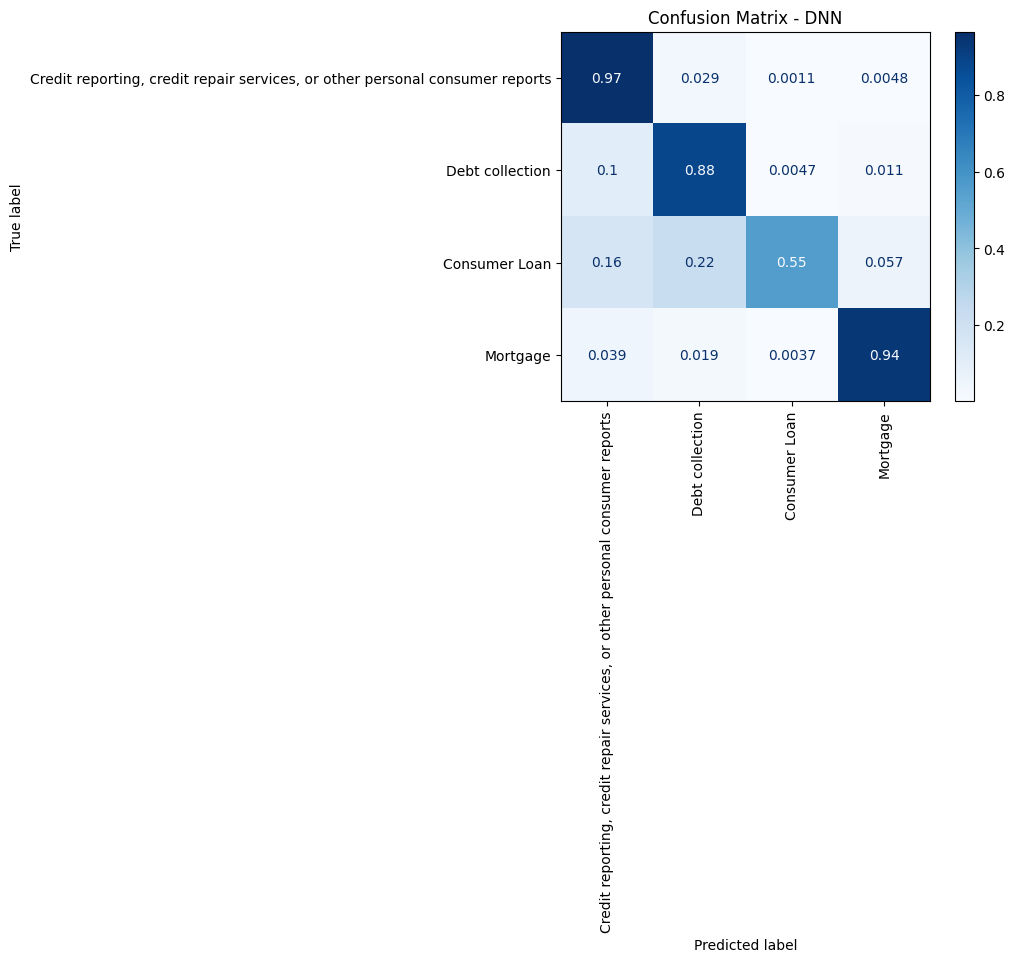 Confusion Matrix - DNN
True label
Credit reporting, credit repair services, or other personal consumer reports
0.97 0.029 0.0011 0.0048
Debt collection
0.1 0.88 0.0047 0.011
Consumer Loan
0.16 0.22 0.55 0.057
Mortgage
0.039 0.019 0.0037 0.94
0.8
0.6
0.4
0.2
Credit reporting, credit repair services, or other personal consumer reports
Debt collection
Consumer Loan
Mortgage
Predicted label